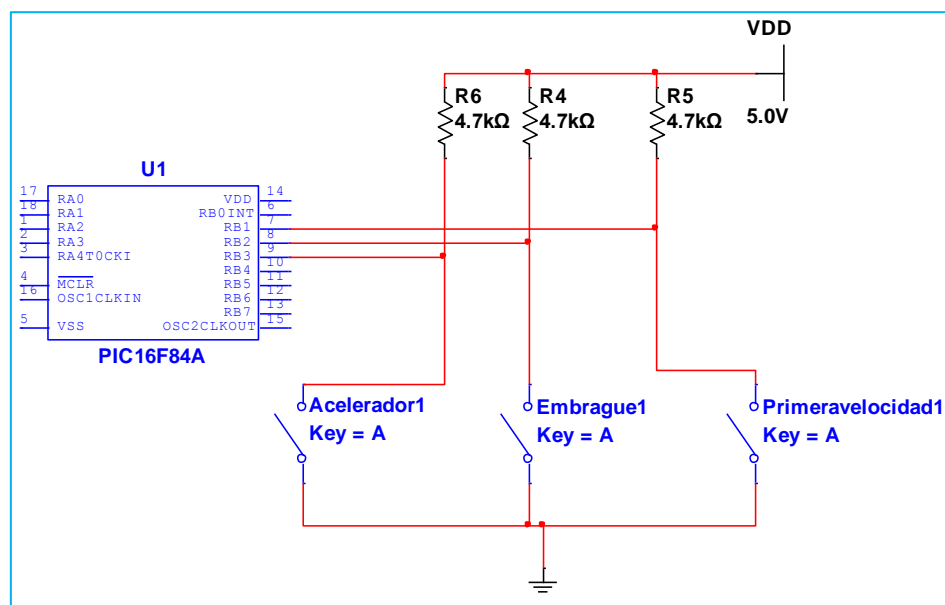 VDD
5.0V
R6
4.7kΩ
R4
4.7kΩ
R5
4.7kΩ
U1
17 RA0
18 RA1
1 RA2
2 RA3
3 RA4T0CKI
4 MCLR
16 OSC1CLKIN
5 VSS
VDD 14
RB0INT 6
RB1 7
RB2 8
RB3 9
RB4 10
RB5 11
RB6 12
RB7 13
OSC2CLKOUT 15
PIC16F84A
Acelerador1
Key = A
Embrague1
Key = A
Primeravelocidad1
Key = A